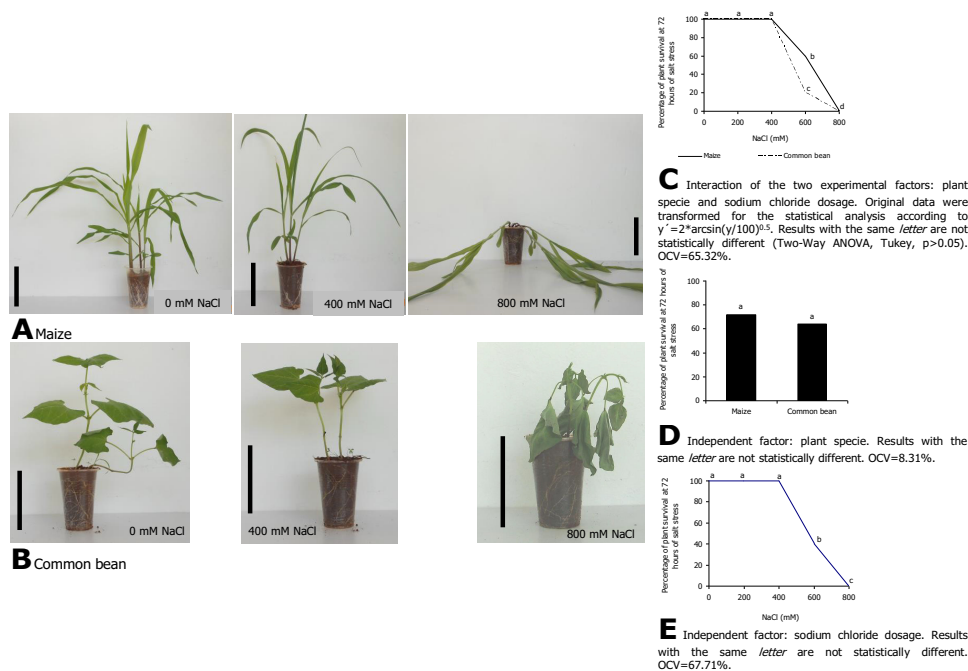 0 mM NaCl
400 mM NaCl
800 mM NaCl
A Maize
0 mM NaCl
400 mM NaCl
800 mM NaCl
B Common bean
Percentage of plant survival at 72
hours of salt stress
100
80
60
40
20
0
a
a
a
b
c
d
0 200 400 600 800
NaCl (mM)
Maize Common bean
C Interaction of the two experimental factors: plant
specie and sodium chloride dosage. Original data were
transformed for the statistical analysis according to
y´=2*arcsin(y/100)0.5. Results with the same letter are not
statistically different (Two-Way ANOVA, Tukey, p>0.05).
OCV=65.32%.
Percentage of plant survival at 72 hours of
salt stress
100
80
60
40
20
0
a
a
Maize Common bean
D Independent factor: plant specie. Results with the
same letter are not statistically different. OCV=8.31%.
Percentage of plant survival at 72
hours of salt stress
100
80
60
40
20
0
a
a
a
b
c
0 200 400 600 800
NaCl (mM)
E Independent factor: sodium chloride dosage. Results
with the same letter are not statistically different.
OCV=67.71%.